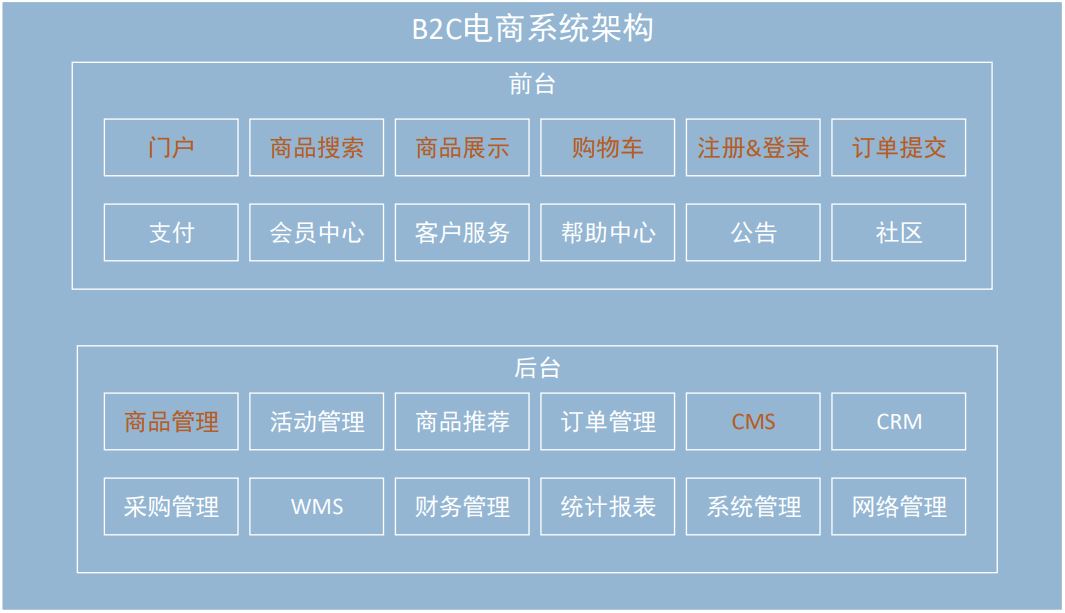 B2C电商系统架构
前台
门户 商品搜索 商品展示 购物车 注册&登录 订单提交
支付 会员中心 客户服务 帮助中心 公告 社区
后台
商品管理 活动管理 商品推荐 订单管理 CMS CRM
采购管理 WMS 财务管理 统计报表 系统管理 网络管理